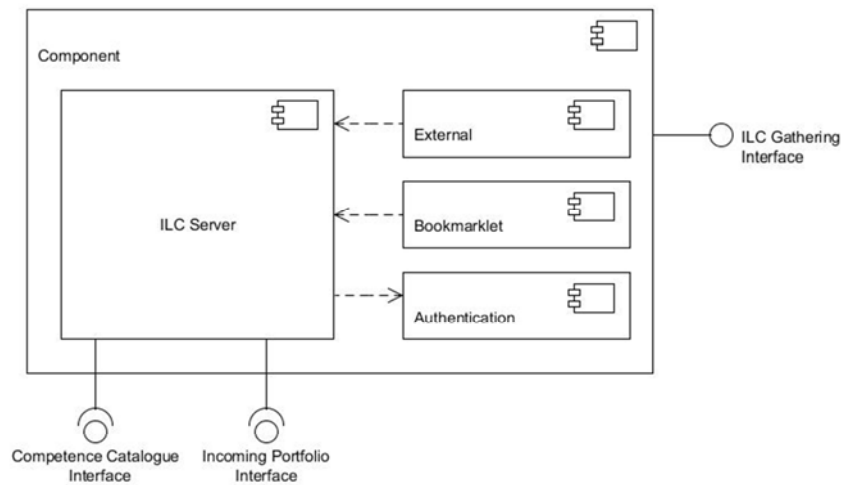 Component
External
ILC Gathering
Interface
ILC Server
Bookmarklet
Authentication
Competence Catalogue
Interface
Incoming Portfolio
Interface